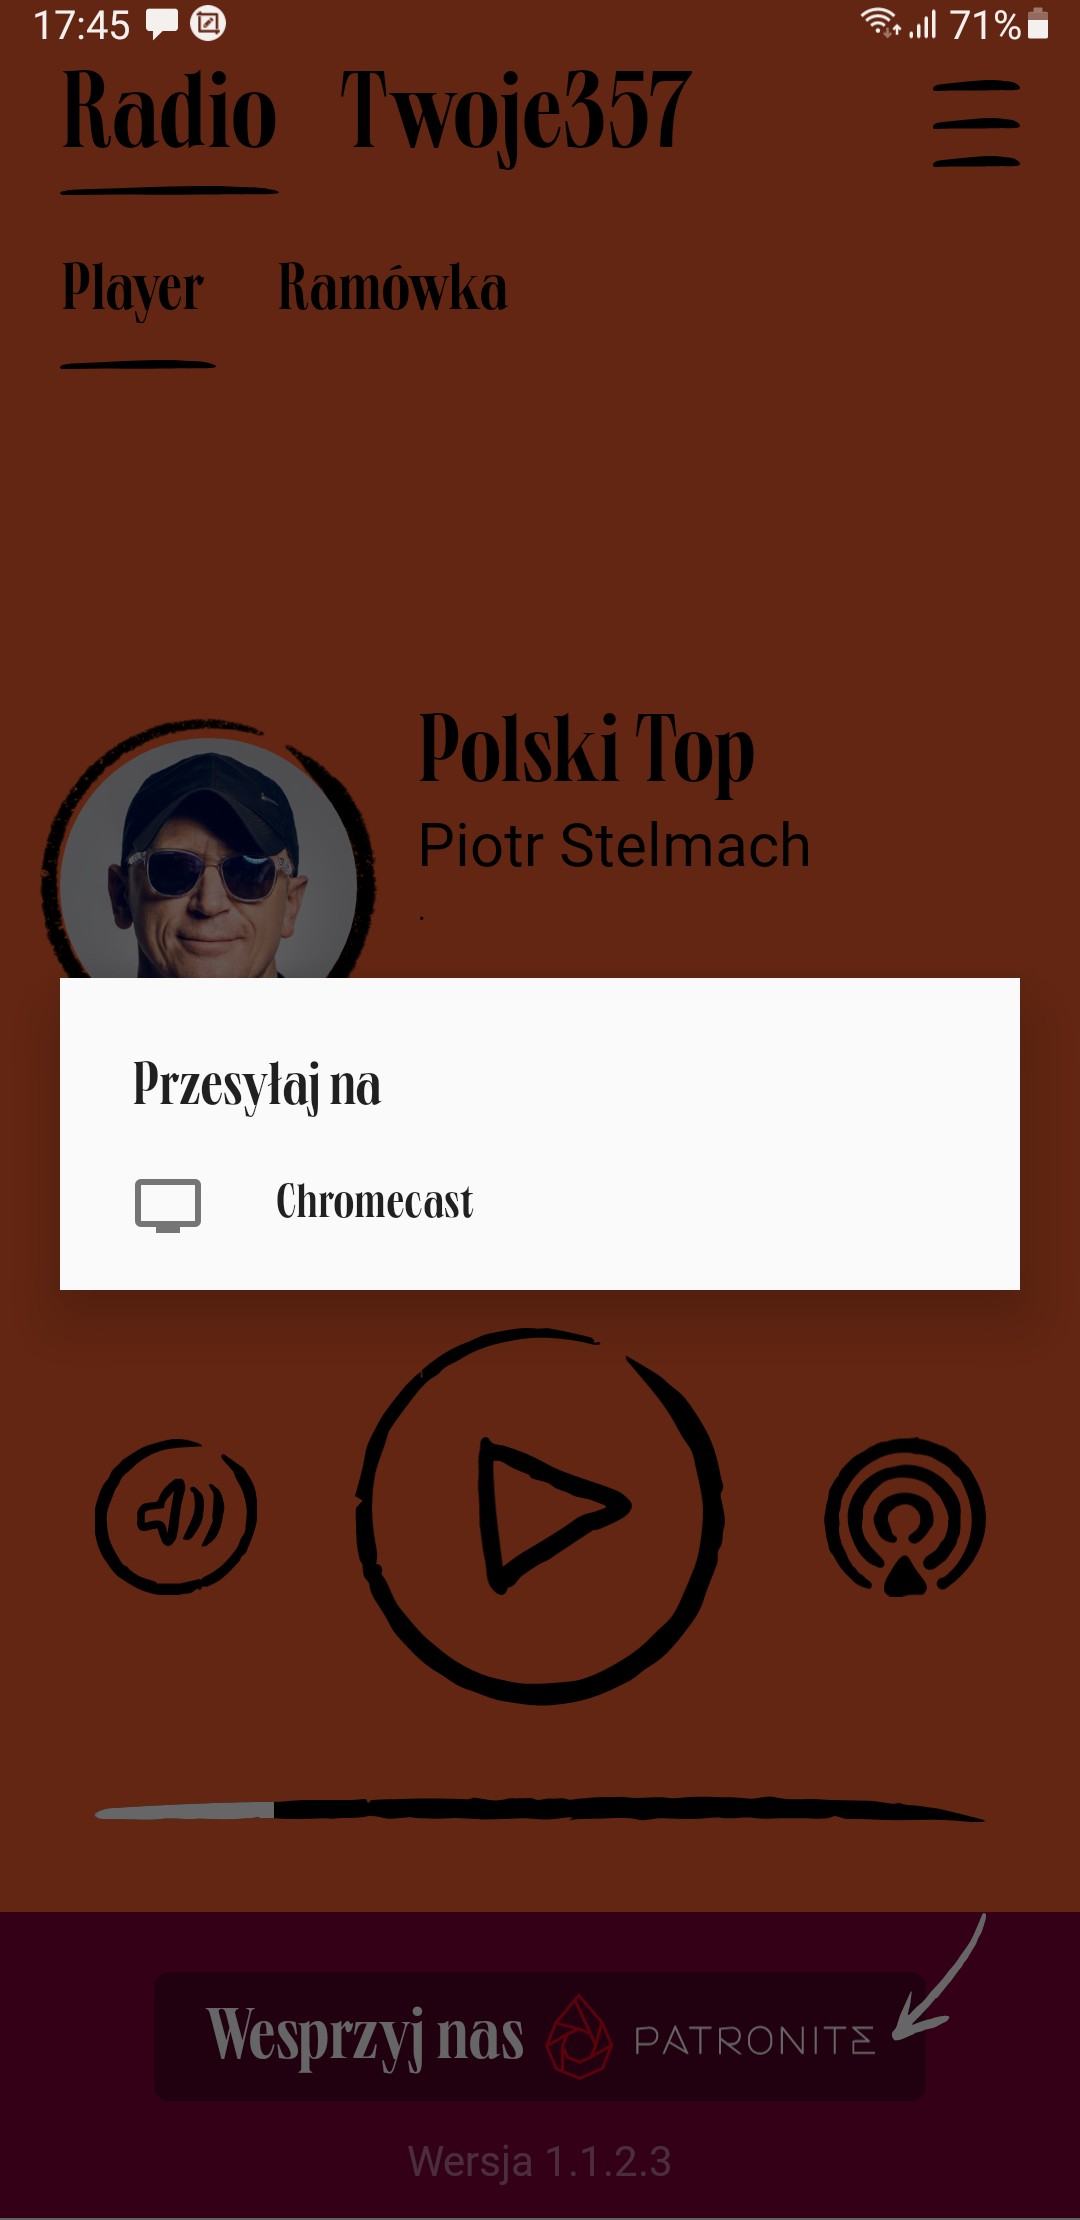 17:45 71%
Radio Twoje357
Player Ramówka
Polski Top
Piotr Stelmach
.
Przesyłaj na
Chromecast
Wesprzyj nas PATRONITE
Wersja 1.1.2.3